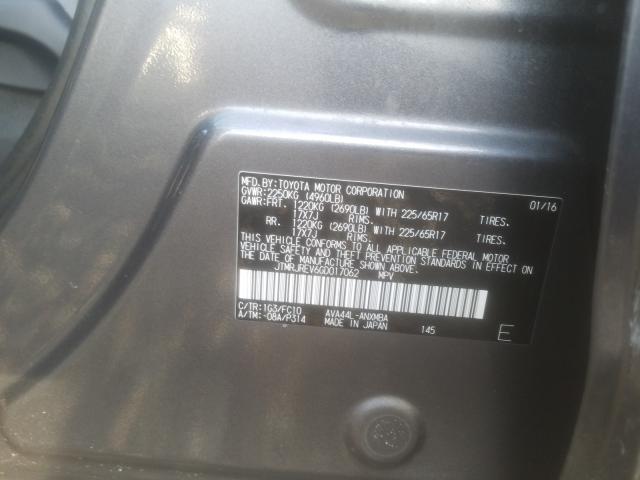 MFD.BY:TOYOTA MOTOR CORPORATION 01/16
GVWR:2250KG (4960LB)
GAWR:FRT. 1220KG (2690LB) WITH 225/65R17 TIRES.
17X7J RIMS.
RR. 1220KG (2690LB) WITH 225/65R17 TIRES.
17X7J RIMS.
THIS VEHICLE CONFORMS TO ALL APPLICABLE FEDERAL MOTOR
VEHICLE SAFETY AND THEFT PREVENTION STANDARDS IN EFFECT ON
THE DATE OF MANUFACTURE SHOWN ABOVE.
JTMRJREV6GD017062 MPV
C/TR:1G3/FC10 AVA44L-ANXMBA
A/TM:-08A/P314 MADE IN JAPAN 145 E